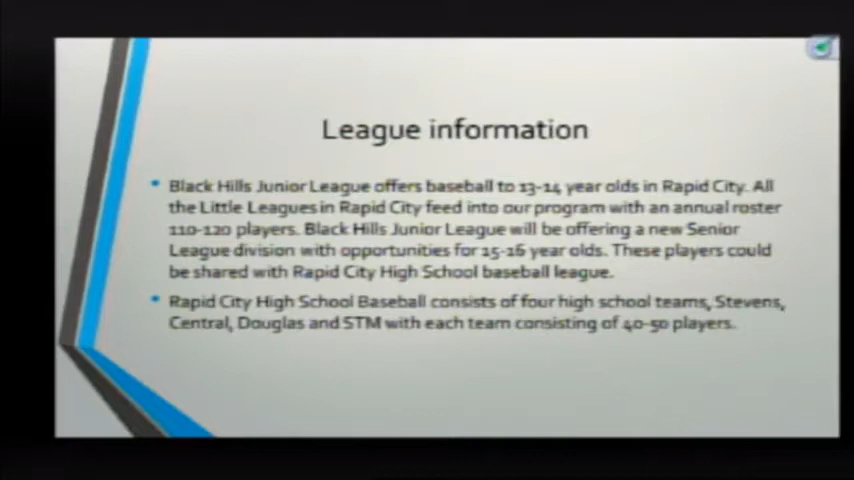 League information
• Black Hills Junior League offers baseball to 13-14 year olds in Rapid City. All
the Little Leagues in Rapid City feed into our program with an annual roster
110-120 players. Black Hills Junior League will be offering a new Senior
League division with opportunities for 15-16 year olds. These players could
be shared with Rapid City High School baseball league.
• Rapid City High School Baseball consists of four high school teams, Stevens,
Central, Douglas and STM with each team consisting of 40-50 players.